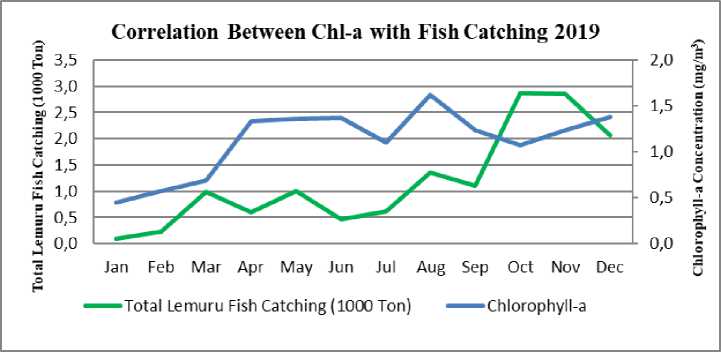 Correlation Between Chl-a with Fish Catching 2019
Total Lemuru Fish Catching (1000 Ton)
3,5
3,0
2,5
2,0
1,5
1,0
0,5
0,0
2,0
1,5
1,0
0,5
0,0
Chlorophyll-a Concentration (mg/m³)
Jan Feb Mar Apr May Jun Jul Aug Sep Oct Nov Dec
Total Lemuru Fish Catching (1000 Ton) Chlorophyll-a